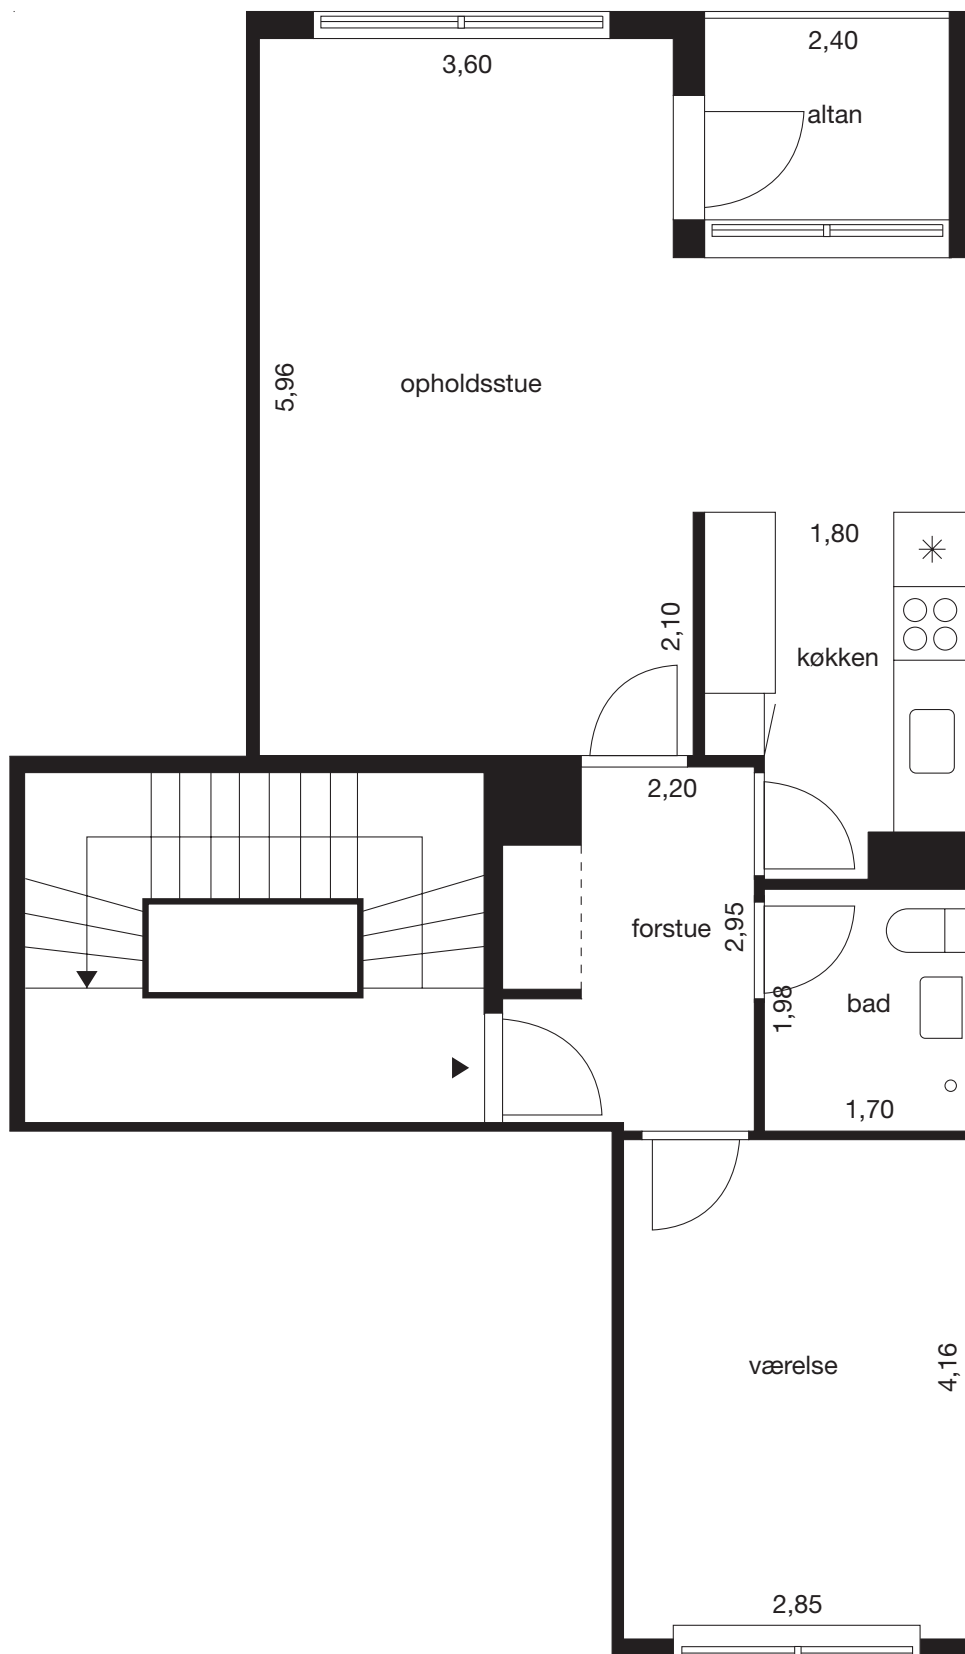 2,40
3,60
altan
5,96
opholdsstue
1,80
2,10
køkken
2,20
forstue
2,95
1,98
bad
1,70
værelse
4,16
2,85